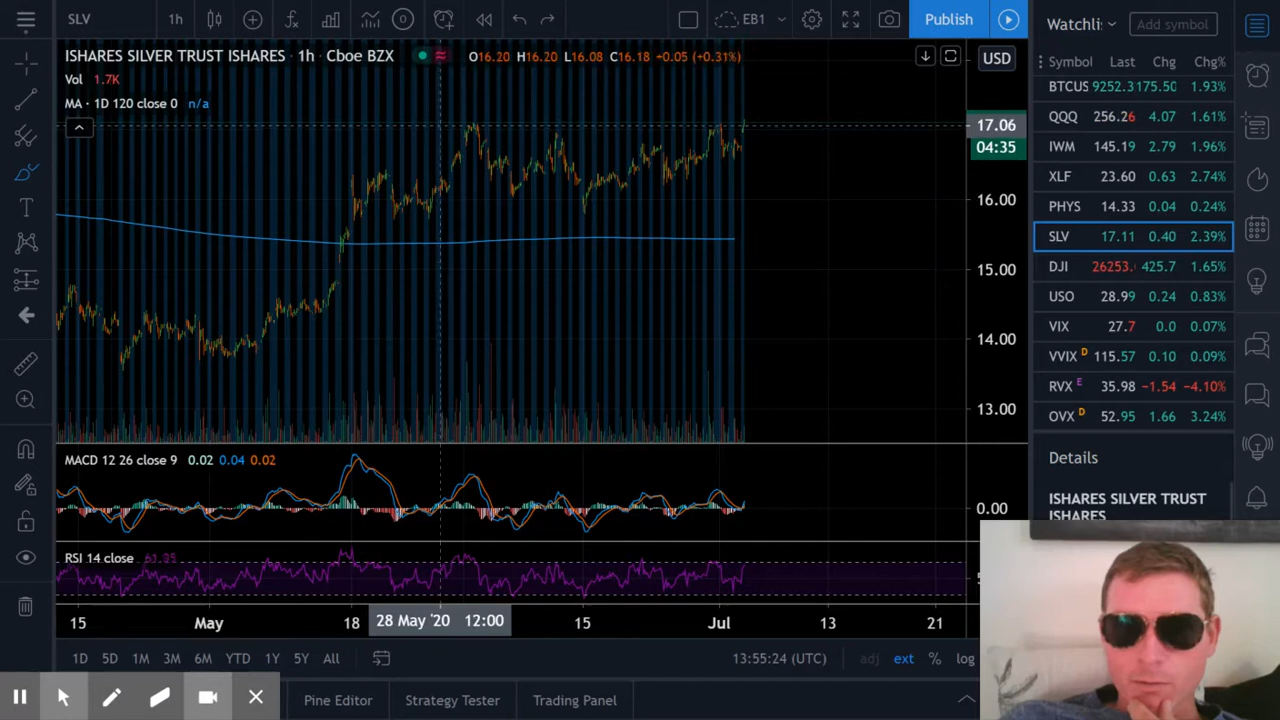 SLV 1h EB1 Publish
ISHARES SILVER TRUST ISHARES · 1h · Cboe BZX O16.20 H16.20 L16.08 C16.18 +0.05 (+0.31%) USD
Vol 1.7K
MA · 1D 120 close 0 n/a
17.06
04:35
16.00
15.00
14.00
13.00
MACD 12 26 close 9 0.02 0.04 0.02
0.00
RSI 14 close 61.35
15 May 18 28 May '20 12:00 15 Jul 13 21
1D 5D 1M 3M 6M YTD 1Y 5Y All 13:55:24 (UTC) adj ext % log
Pine Editor Strategy Tester Trading Panel
Watchli: Add symbol
Symbol Last Chg Chg%
BTCUS 9252.3 175.50 1.93%
QQQ 256.26 4.07 1.61%
IWM 145.19 2.79 1.96%
XLF 23.60 0.63 2.74%
PHYS 14.33 0.04 0.24%
SLV 17.11 0.40 2.39%
DJI 26253. 425.7 1.65%
USO 28.99 0.24 0.83%
VIX 27.7 0.0 0.07%
VVIX D 115.57 0.10 0.09%
RVX E 35.98 −1.54 −4.10%
OVX D 52.95 1.66 3.24%
Details
ISHARES SILVER TRUST
ISHARES